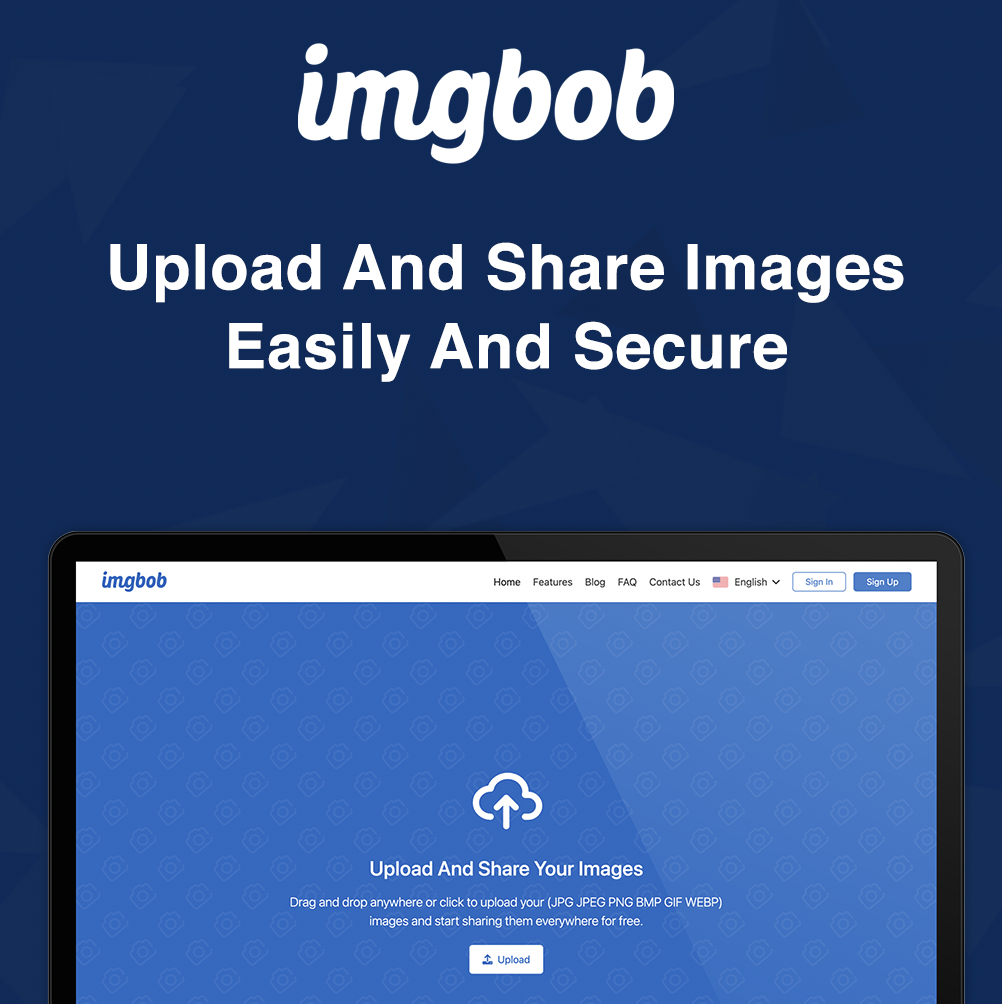 imgbob
Upload And Share Images
Easily And Secure
imgbob
Home Features Blog FAQ Contact Us English Sign In Sign Up
Upload And Share Your Images
Drag and drop anywhere or click to upload your (JPG JPEG PNG BMP GIF WEBP)
images and start sharing them everywhere for free.
Upload